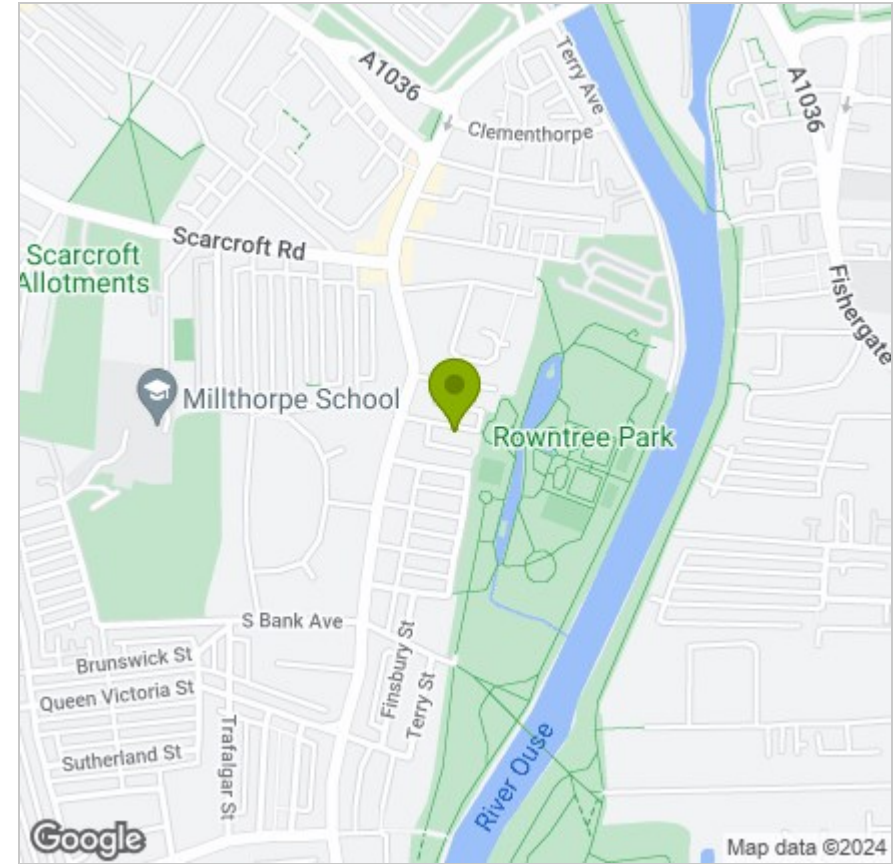 A1036
Terry Ave
Clementhorpe
A1036
Scarcroft Rd
Scarcroft
Allotments
Fishergate
Millthorpe School
Rowntree Park
S Bank Ave
Brunswick St
Queen Victoria St
Finsbury St
Terry St
Trafalgar St
Sutherland St
River Ouse
Google
Map data ©2024